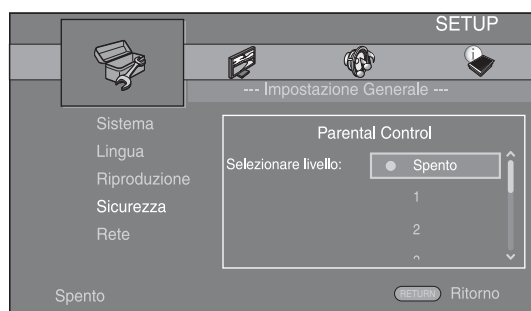 SETUP
--- Impostazione Generale ---
Sistema
Lingua
Riproduzione
Sicurezza
Rete
Parental Control
Selezionare livello:
Spento
1
2
Spento
RETURN Ritorno